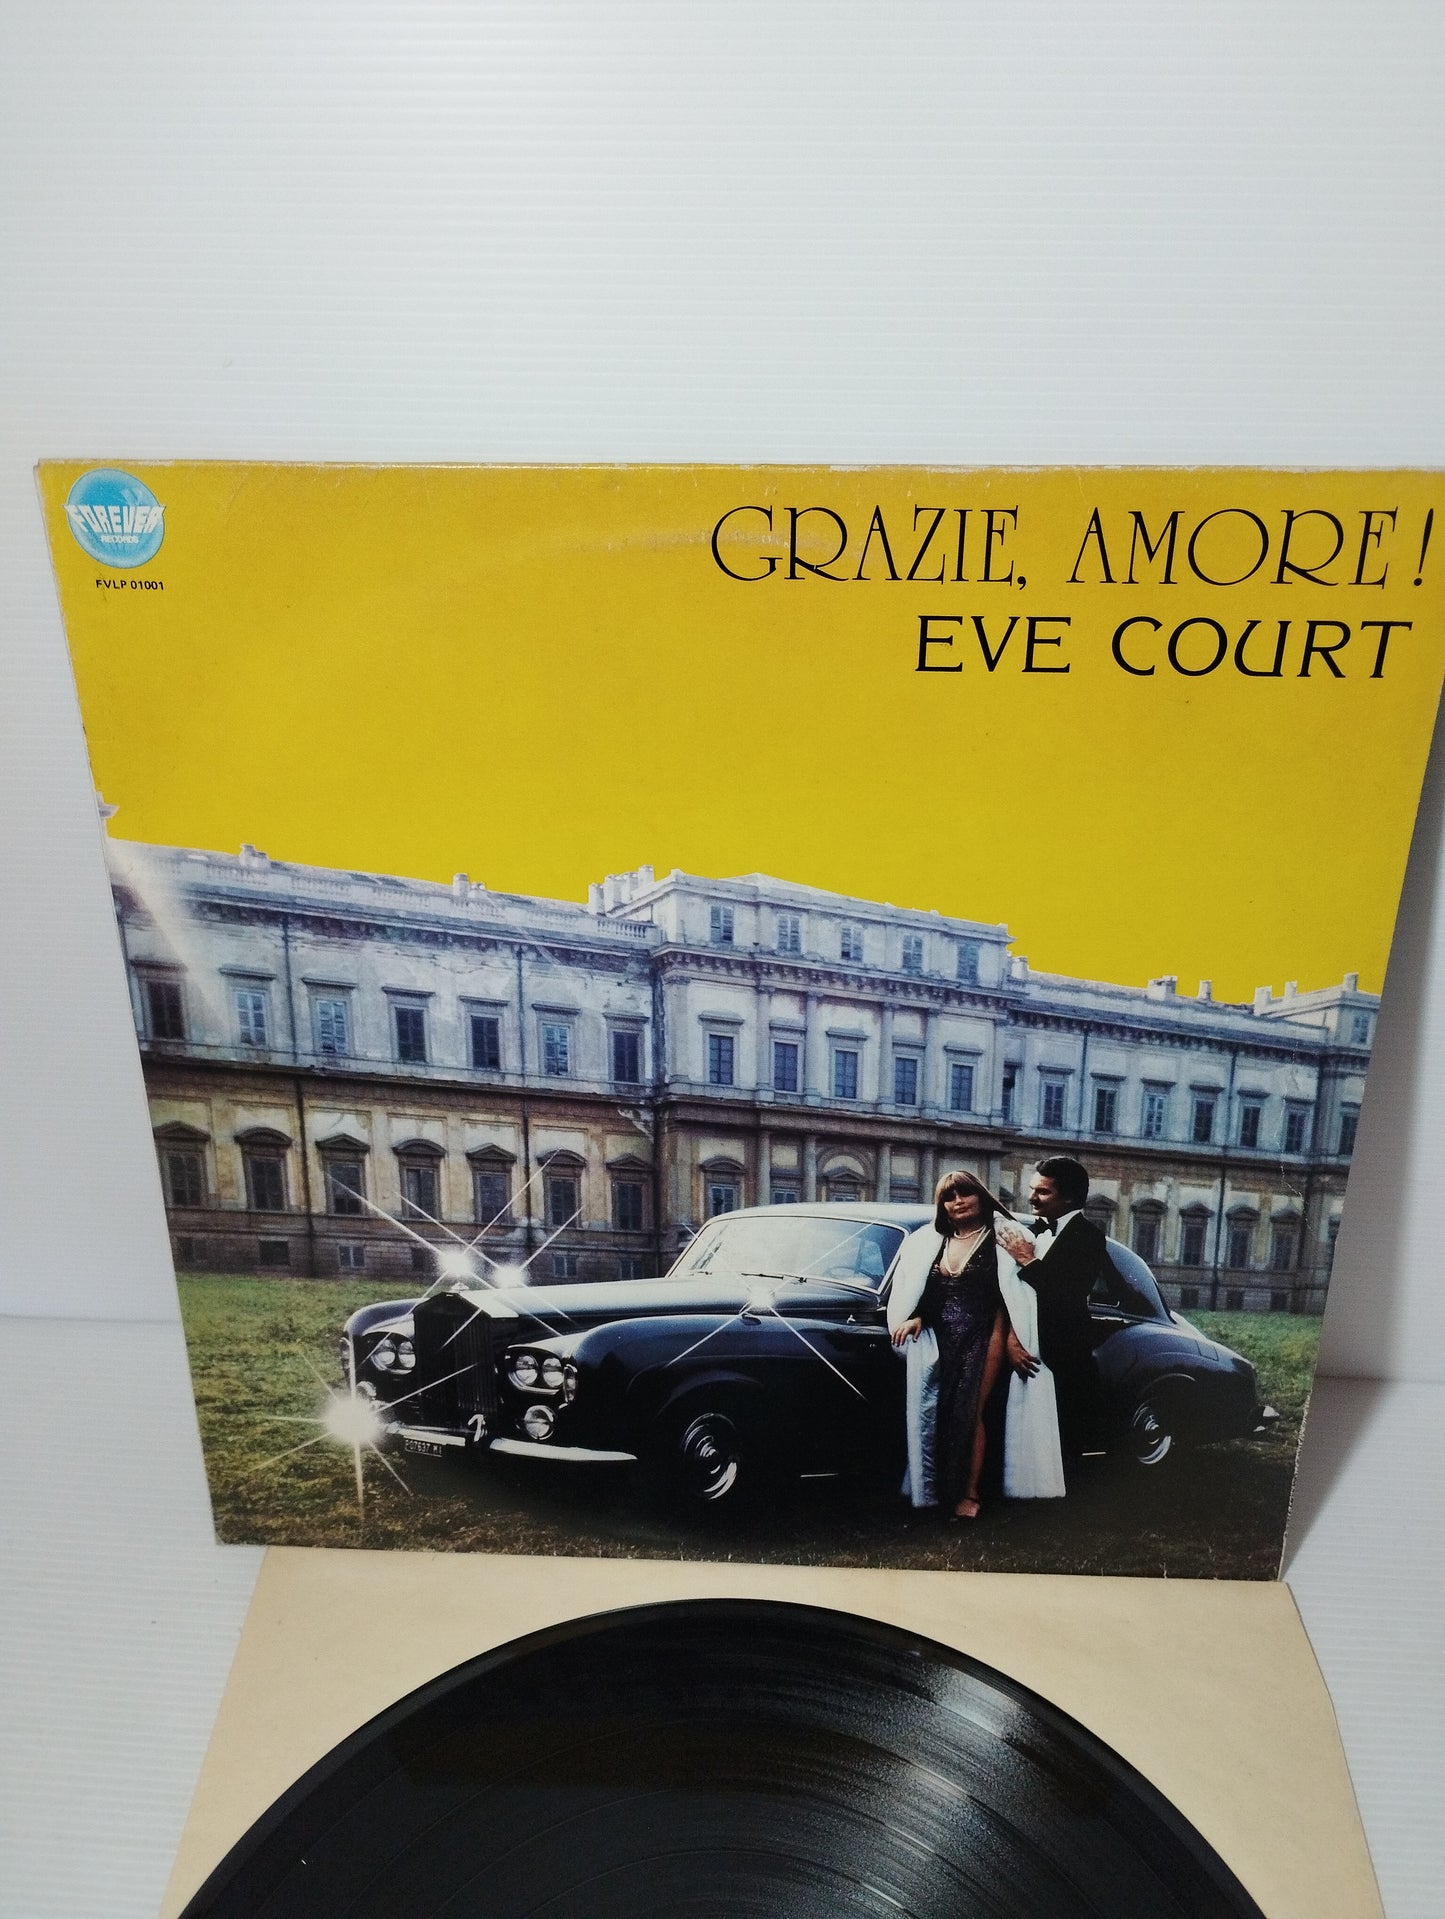 FOREVER
RECORDS
FVLP 01001
GRAZIE, AMORE!
EVE COURT